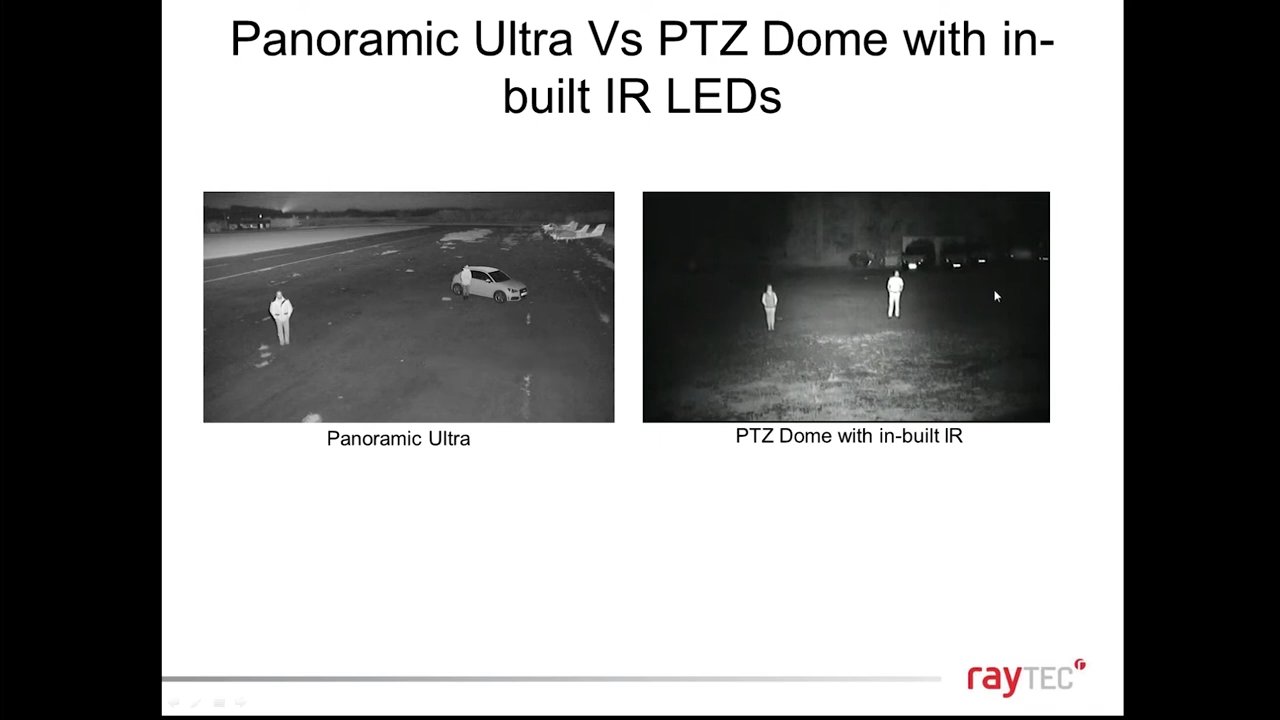 Panoramic Ultra Vs PTZ Dome with in-
built IR LEDs
Panoramic Ultra
PTZ Dome with in-built IR
rayTEC